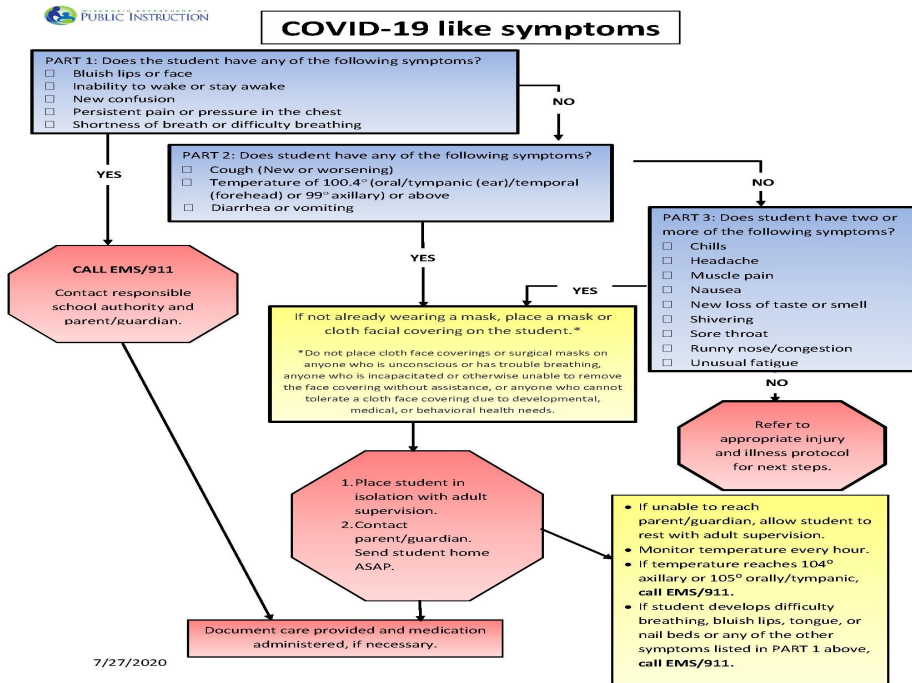 WISCONSIN DEPARTMENT OF
PUBLIC INSTRUCTION
COVID-19 like symptoms
PART 1: Does the student have any of the following symptoms?
☐ Bluish lips or face
☐ Inability to wake or stay awake
☐ New confusion
☐ Persistent pain or pressure in the chest
☐ Shortness of breath or difficulty breathing
NO
YES
PART 2: Does student have any of the following symptoms?
☐ Cough (New or worsening)
☐ Temperature of 100.4° (oral/tympanic (ear)/temporal
(forehead) or 99° axillary) or above
☐ Diarrhea or vomiting
NO
YES
PART 3: Does student have two or
more of the following symptoms?
☐ Chills
☐ Headache
☐ Muscle pain
☐ Nausea
☐ New loss of taste or smell
☐ Shivering
☐ Sore throat
☐ Runny nose/congestion
☐ Unusual fatigue
YES
NO
CALL EMS/911
Contact responsible
school authority and
parent/guardian.
If not already wearing a mask, place a mask or
cloth facial covering on the student.*
*Do not place cloth face coverings or surgical masks on
anyone who is unconscious or has trouble breathing,
anyone who is incapacitated or otherwise unable to remove
the face covering without assistance, or anyone who cannot
tolerate a cloth face covering due to developmental,
medical, or behavioral health needs.
Refer to
appropriate injury
and illness protocol
for next steps.
1. Place student in
isolation with adult
supervision.
2. Contact
parent/guardian.
Send student home
ASAP.
• If unable to reach
parent/guardian, allow student to
rest with adult supervision.
• Monitor temperature every hour.
• If temperature reaches 104°
axillary or 105° orally/tympanic,
call EMS/911.
• If student develops difficulty
breathing, bluish lips, tongue, or
nail beds or any of the other
symptoms listed in PART 1 above,
call EMS/911.
Document care provided and medication
administered, if necessary.
7/27/2020